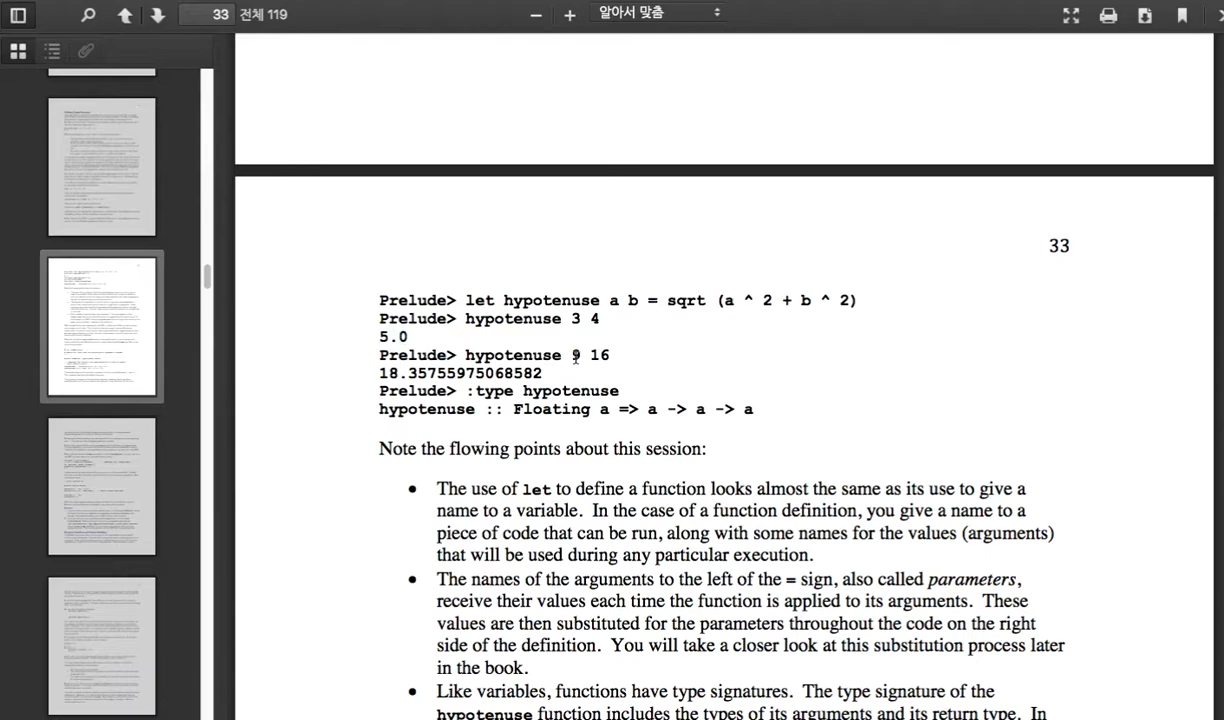 33 전체 119
알아서 맞춤
33
Prelude> let hypotenuse a b = sqrt (a ^ 2 + b ^ 2)
Prelude> hypotenuse 3 4
5.0
Prelude> hypotenuse 9 16
18.35755975068582
Prelude> :type hypotenuse
hypotenuse :: Floating a => a -> a -> a
Note the flowing points about this session:
• The use of let to define a function looks almost the same as its use to give a
name to a variable. In the case of a function definition, you give a name to a
piece of code that can be run, along with some names for the values (arguments)
that will be used during any particular execution.
• The names of the arguments to the left of the = sign, also called parameters,
receive their values each time the function is applied to its arguments. These
values are then substituted for the parameters throughout the code on the right
side of the definition. You will take a closer look at this substitution process later
in the book.
• Like variables, functions have type signatures. The type signature of the
hypotenuse function includes the types of its arguments and its return type. In